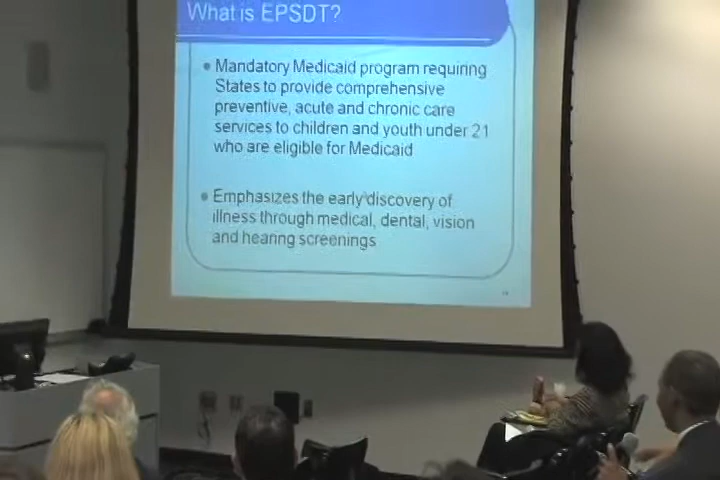 What is EPSDT?
Mandatory Medicaid program requiring
States to provide comprehensive
preventive, acute and chronic care
services to children and youth under 21
who are eligible for Medicaid
Emphasizes the early discovery of
illness through medical, dental, vision
and hearing screenings